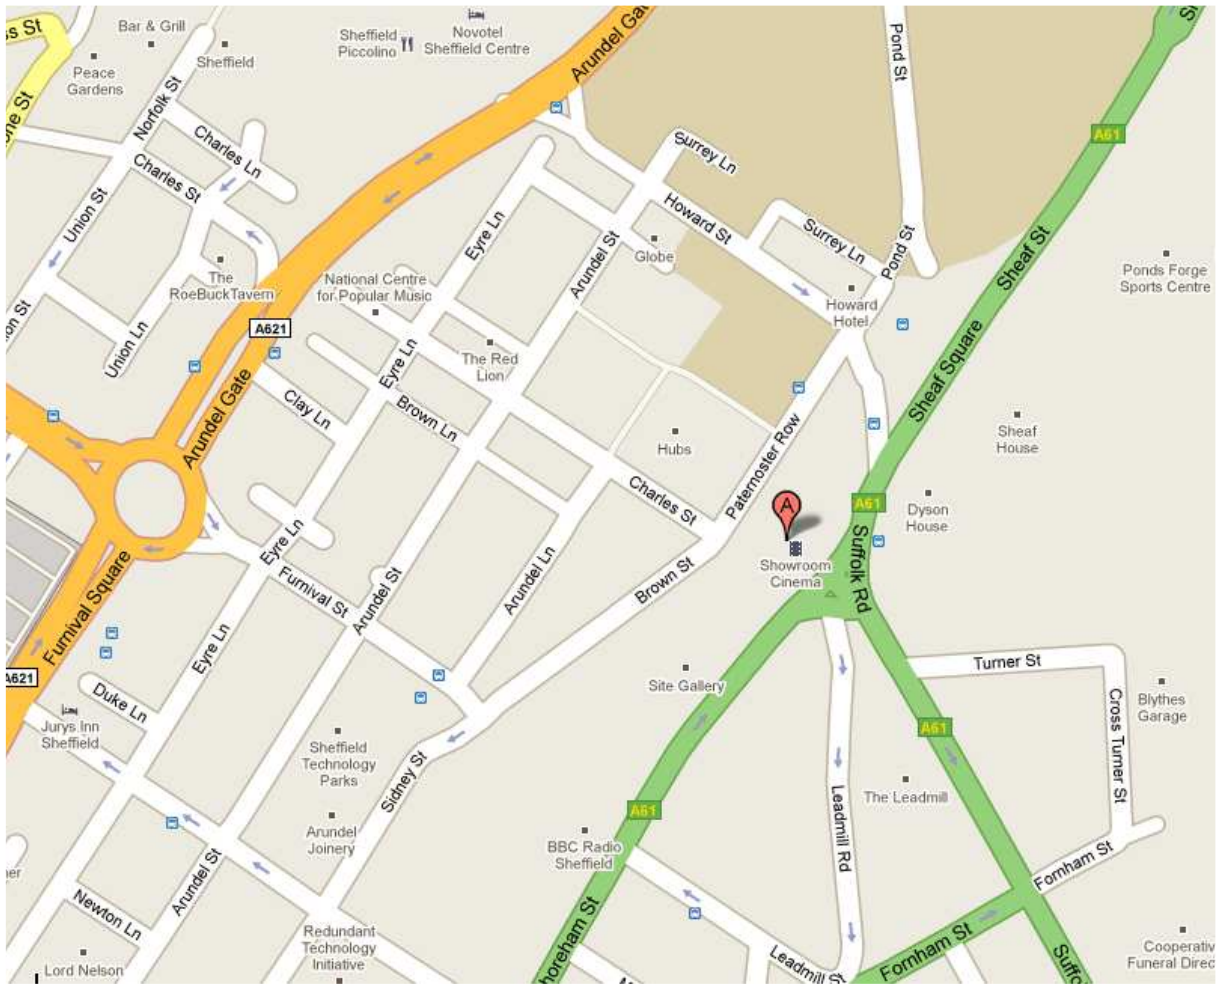 ss St
Bar & Grill
Sheffield
Peace
Gardens
Norfolk St
Sheffield
Piccolino
Novotel
Sheffield Centre
Arundel Gat
Pond St
A61
Charles Ln
Charles St
Union St
Surrey Ln
Howard St
Surrey Ln
Pond St
Eyre Ln
Arundel St
Globe
Sheaf St
Ponds Forge
Sports Centre
The
RoeBuckTavern
National Centre
for Popular Music
Howard
Hotel
Union Ln
A621
The Red
Lion
Eyre Ln
Sheaf Square
Arundel Gate
Clay Ln
Brown Ln
Hubs
Paternoster Row
Sheaf
House
Charles St
A
A61
Dyson
House
Showroom
Cinema
Suffolk Rd
Eyre Ln
Furnival St
Arundel St
Arundel Ln
Brown St
Furnival Square
A621
Eyre Ln
Duke Ln
Jurys Inn
Sheffield
Site Gallery
Turner St
Cross Turner St
Blythes
Garage
A61
Sheffield
Technology
Parks
Sidney St
The Leadmill
A61
Arundel
Joinery
BBC Radio
Sheffield
Leadmill Rd
Fornham St
Arundel St
Newton Ln
Lord Nelson
Redundant
Technology
Initiative
horeham St
Leadmill S
Fornham St
Suffo
Cooperativ
Funeral Direc